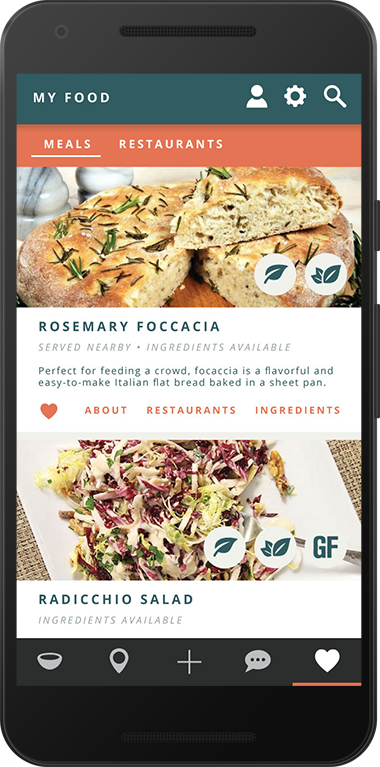 MY FOOD
MEALS RESTAURANTS
ROSEMARY FOCCACIA
SERVED NEARBY • INGREDIENTS AVAILABLE
Perfect for feeding a crowd, focaccia is a flavorful and
easy-to-make Italian flat bread baked in a sheet pan.
ABOUT RESTAURANTS INGREDIENTS
GF
RADICCHIO SALAD
INGREDIENTS AVAILABLE